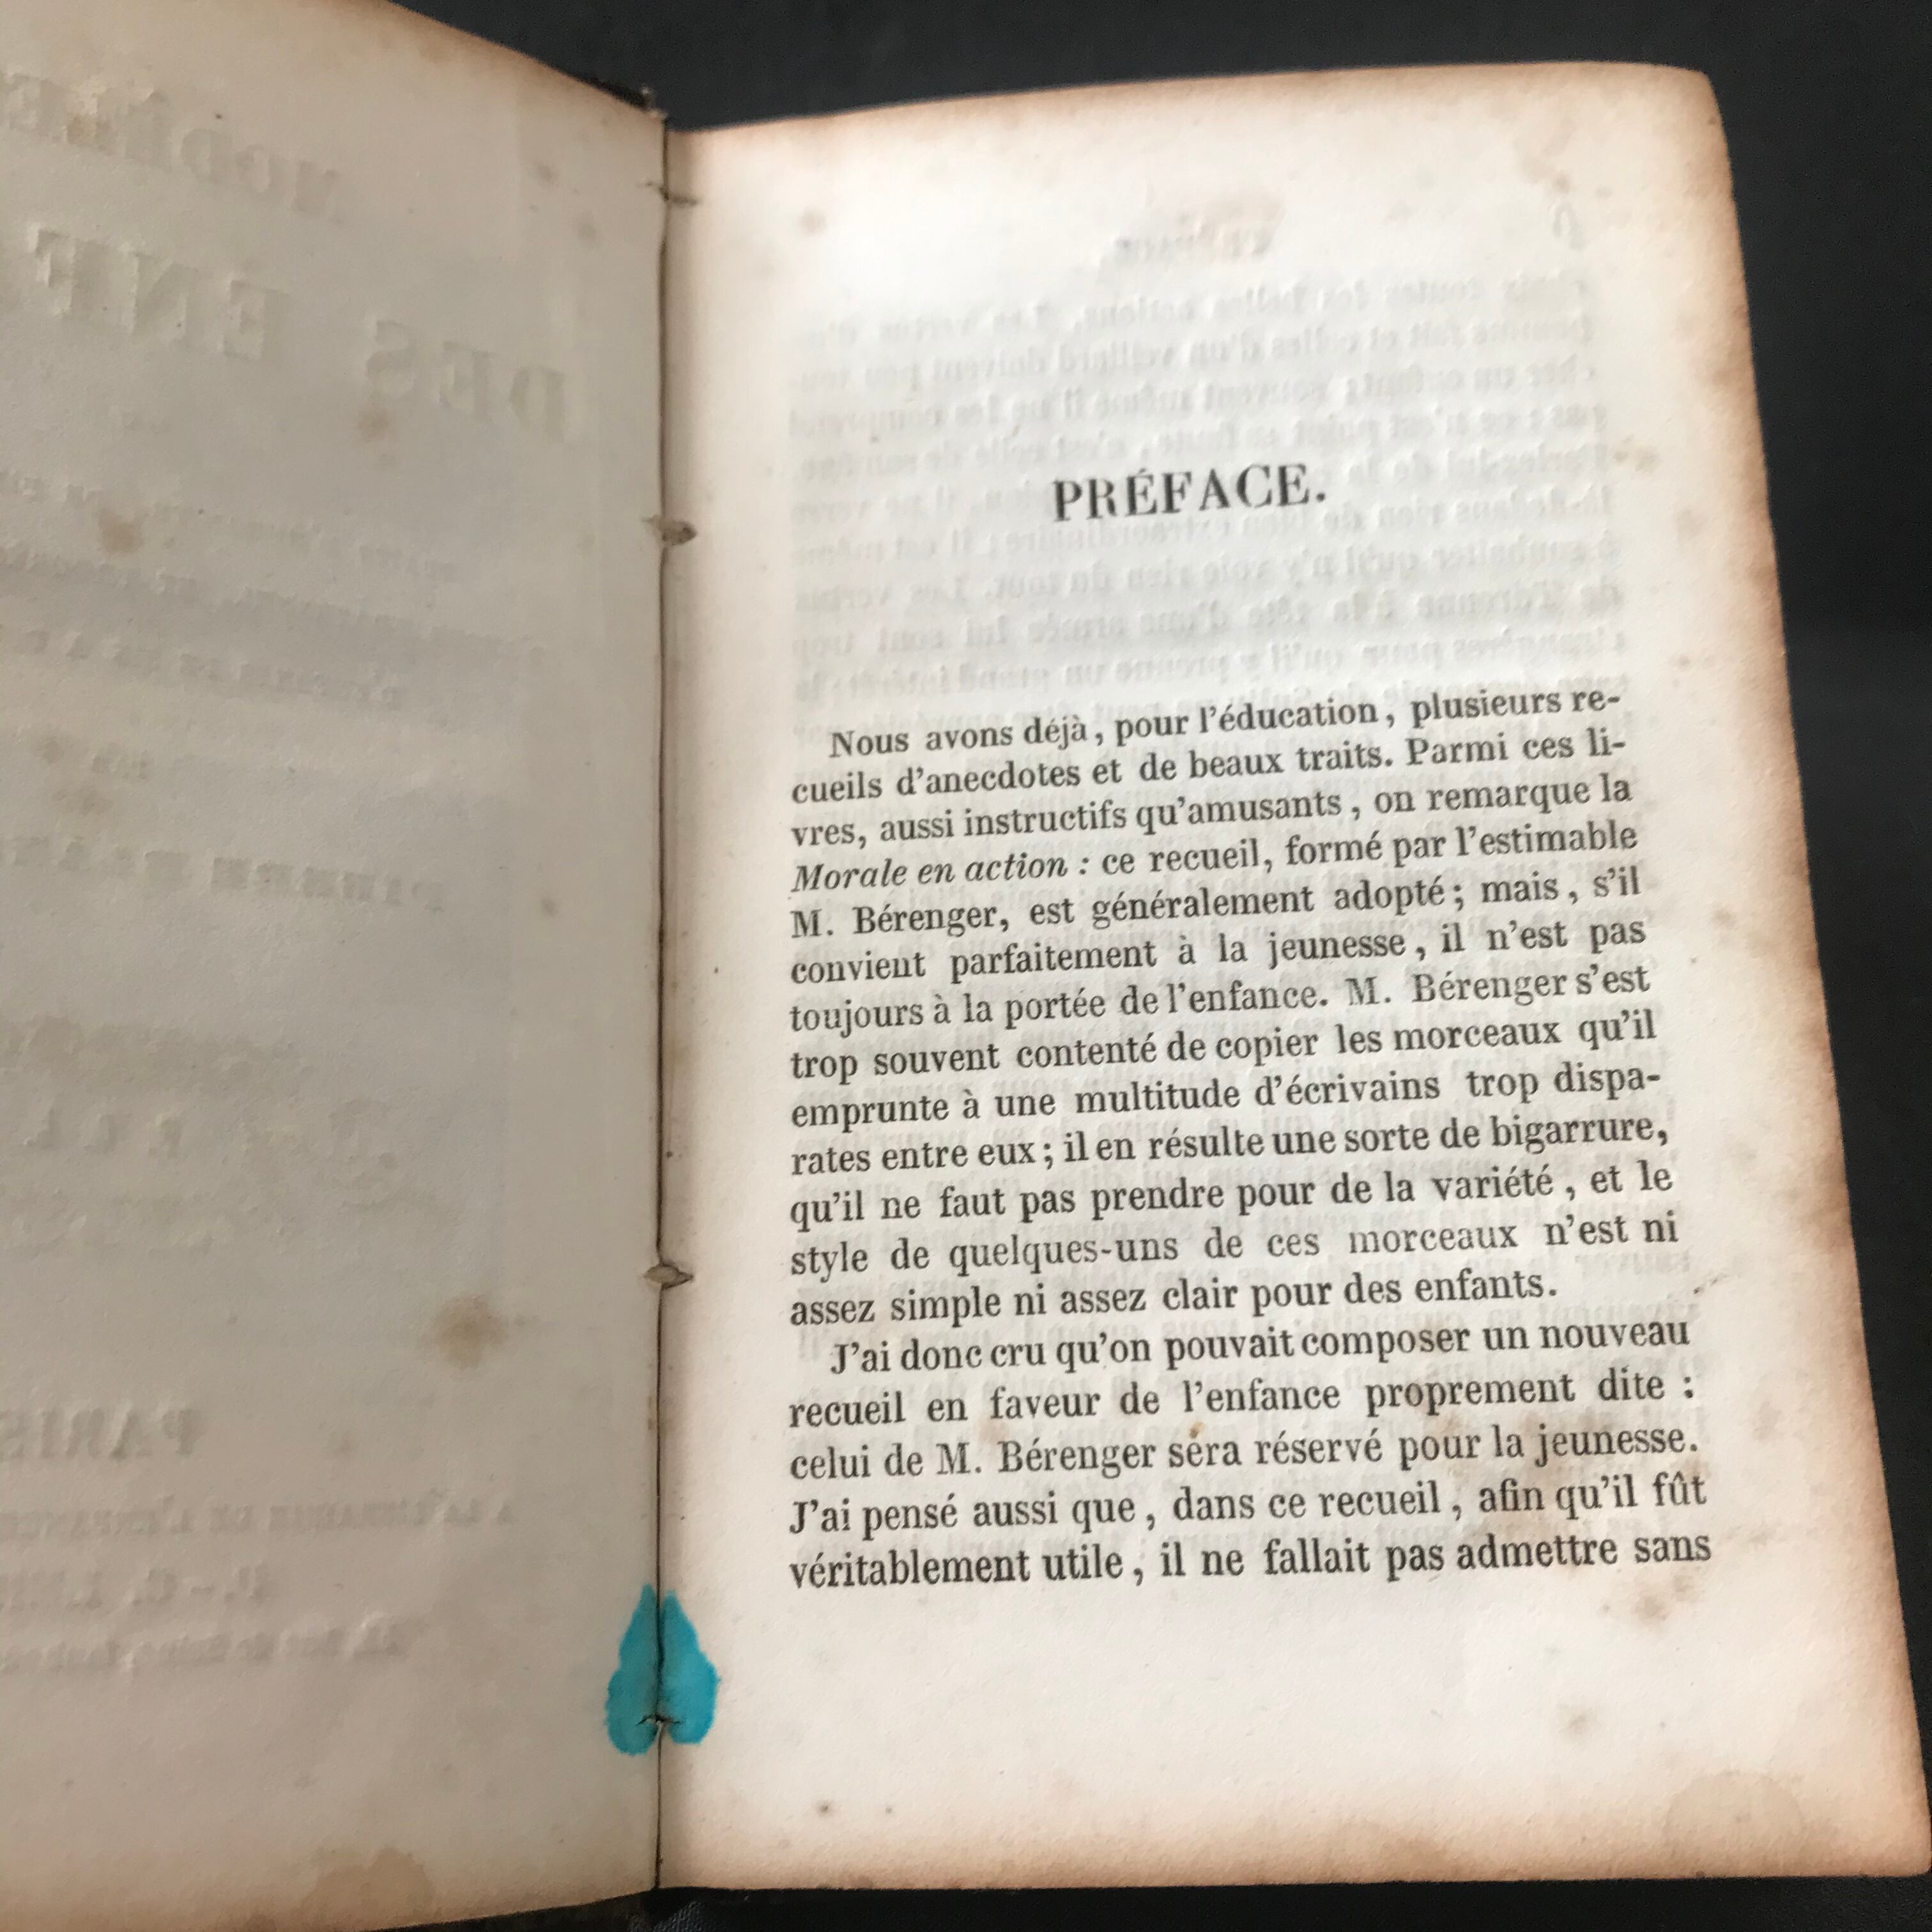 PRÉFACE.
Nous avons déjà, pour l'éducation, plusieurs re-
cueils d'anecdotes et de beaux traits. Parmi ces li-
vres, aussi instructifs qu'amusants, on remarque la
Morale en action : ce recueil, formé par l'estimable
M. Bérenger, est généralement adopté; mais, s'il
convient parfaitement à la jeunesse, il n'est pas
toujours à la portée de l'enfance. M. Bérenger s'est
trop souvent contenté de copier les morceaux qu'il
emprunte à une multitude d'écrivains trop dispa-
rates entre eux; il en résulte une sorte de bigarrure,
qu'il ne faut pas prendre pour de la variété, et le
style de quelques-uns de ces morceaux n'est ni
assez simple ni assez clair pour des enfants.
J'ai donc cru qu'on pouvait composer un nouveau
recueil en faveur de l'enfance proprement dite :
celui de M. Bérenger sera réservé pour la jeunesse.
J'ai pensé aussi que, dans ce recueil, afin qu'il fût
véritablement utile, il ne fallait pas admettre sans